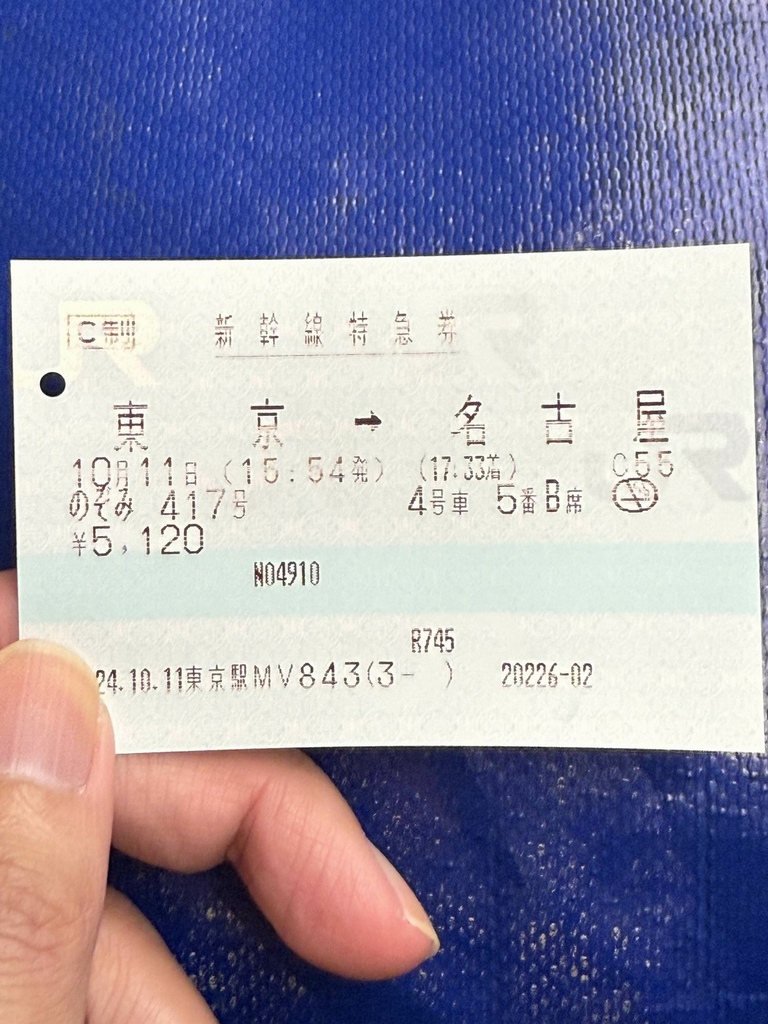 C制 新幹線特急券
東京 ➡ 名古屋
10月11日 (15:54発) (17:33着) C55
のぞみ 417号 4号車 5番B席
¥5,120
N04910
R745
24.10.11東京駅MV843(3- ) 20226-02